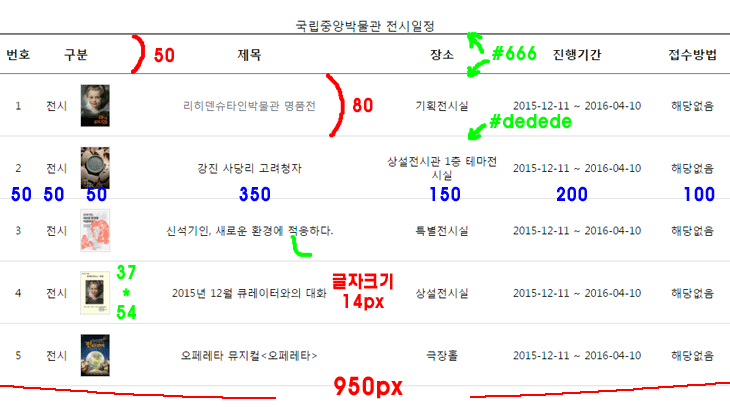 국립중앙박물관 전시일정
번호 구분 50 제목 장소 #666 진행기간 접수방법
1 전시 리히덴슈타인박물관 명품전 80 기획전시실 2015-12-11 ~ 2016-04-10 해당없음
#dedede
2 전시 강진 사당리 고려청자 상설전시관 1층 테마전
시실 2015-12-11 ~ 2016-04-10 해당없음
50 50 50 350 150 200 100
3 전시 신석기인, 새로운 환경에 적응하다. 특별전시실 2015-12-11 ~ 2016-04-10 해당없음
37
*
54
글자크기
14px
4 전시 2015년 12월 큐레이터와의 대화 상설전시실 2015-12-11 ~ 2016-04-10 해당없음
5 전시 오페레타 뮤지컬<오페레타> 극장홀 2015-12-11 ~ 2016-04-10 해당없음
950px